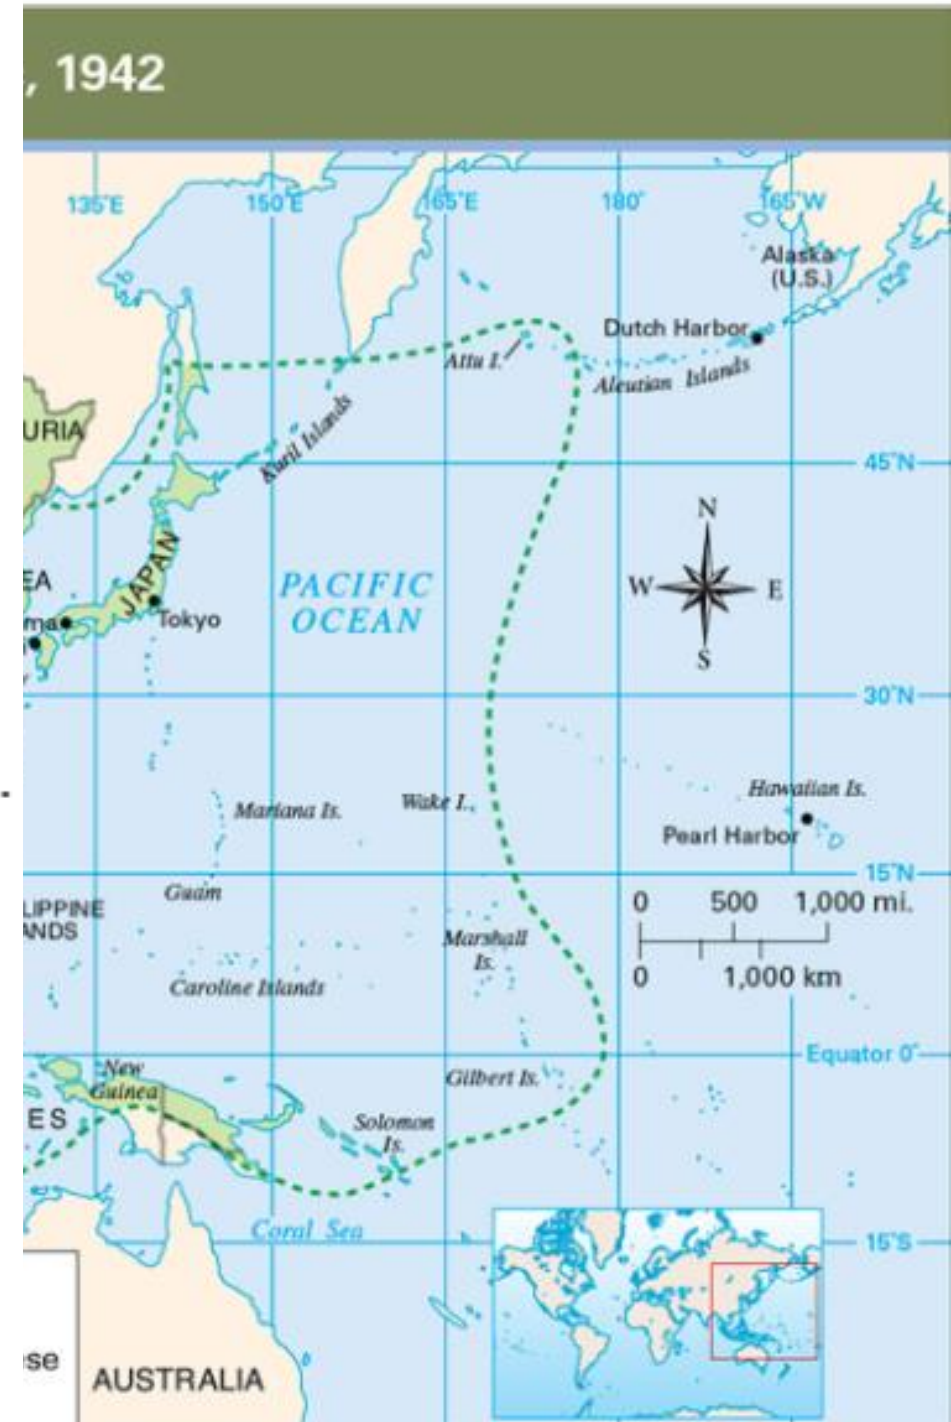 , 1942
135°E
150°E
165°E
180°
165°W
Alaska
(U.S.)
Dutch Harbor
Attu I.
Aleutian Islands
URIA
Kuril Islands
45°N
N
W
E
S
JAPAN
EA
PACIFIC
OCEAN
ma
Tokyo
30°N
Mariana Is.
Wake I.
Hawaiian Is.
Pearl Harbor
15°N
Guam
LIPPINE
ANDS
0 500 1,000 mi.
0 1,000 km
Marshall
Is.
Caroline Islands
Equator 0°
New
Guinea
Gilbert Is.
ES
Solomon
Is.
Coral Sea
15°S
se
AUSTRALIA